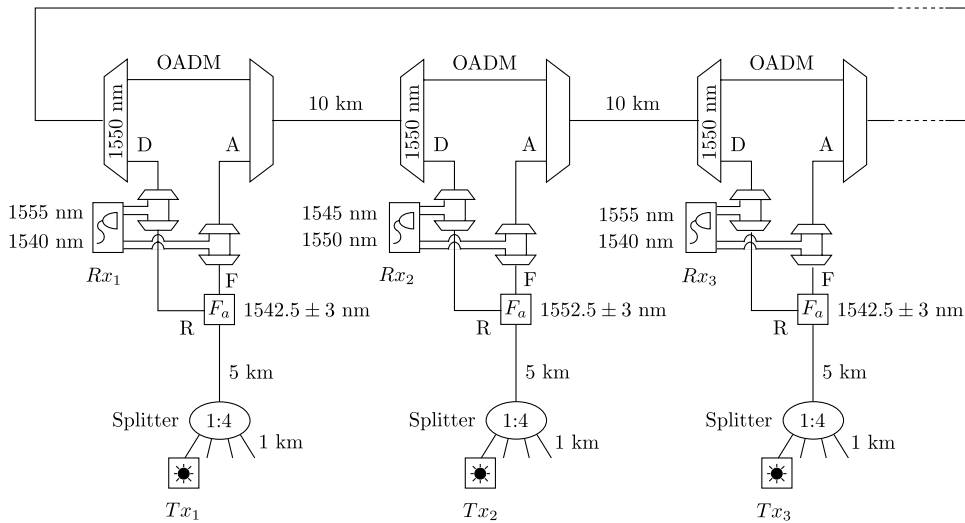 OADM OADM OADM
1550 nm 10 km 1550 nm 10 km 1550 nm
D A D A D A
1555 nm 1545 nm 1555 nm
1540 nm 1550 nm 1540 nm
Rx1 F Rx2 F Rx3 F
Fa 1542.5 ± 3 nm Fa 1552.5 ± 3 nm Fa 1542.5 ± 3 nm
R R R
5 km 5 km 5 km
Splitter 1:4 Splitter 1:4 Splitter 1:4
1 km 1 km 1 km
Tx1 Tx2 Tx3